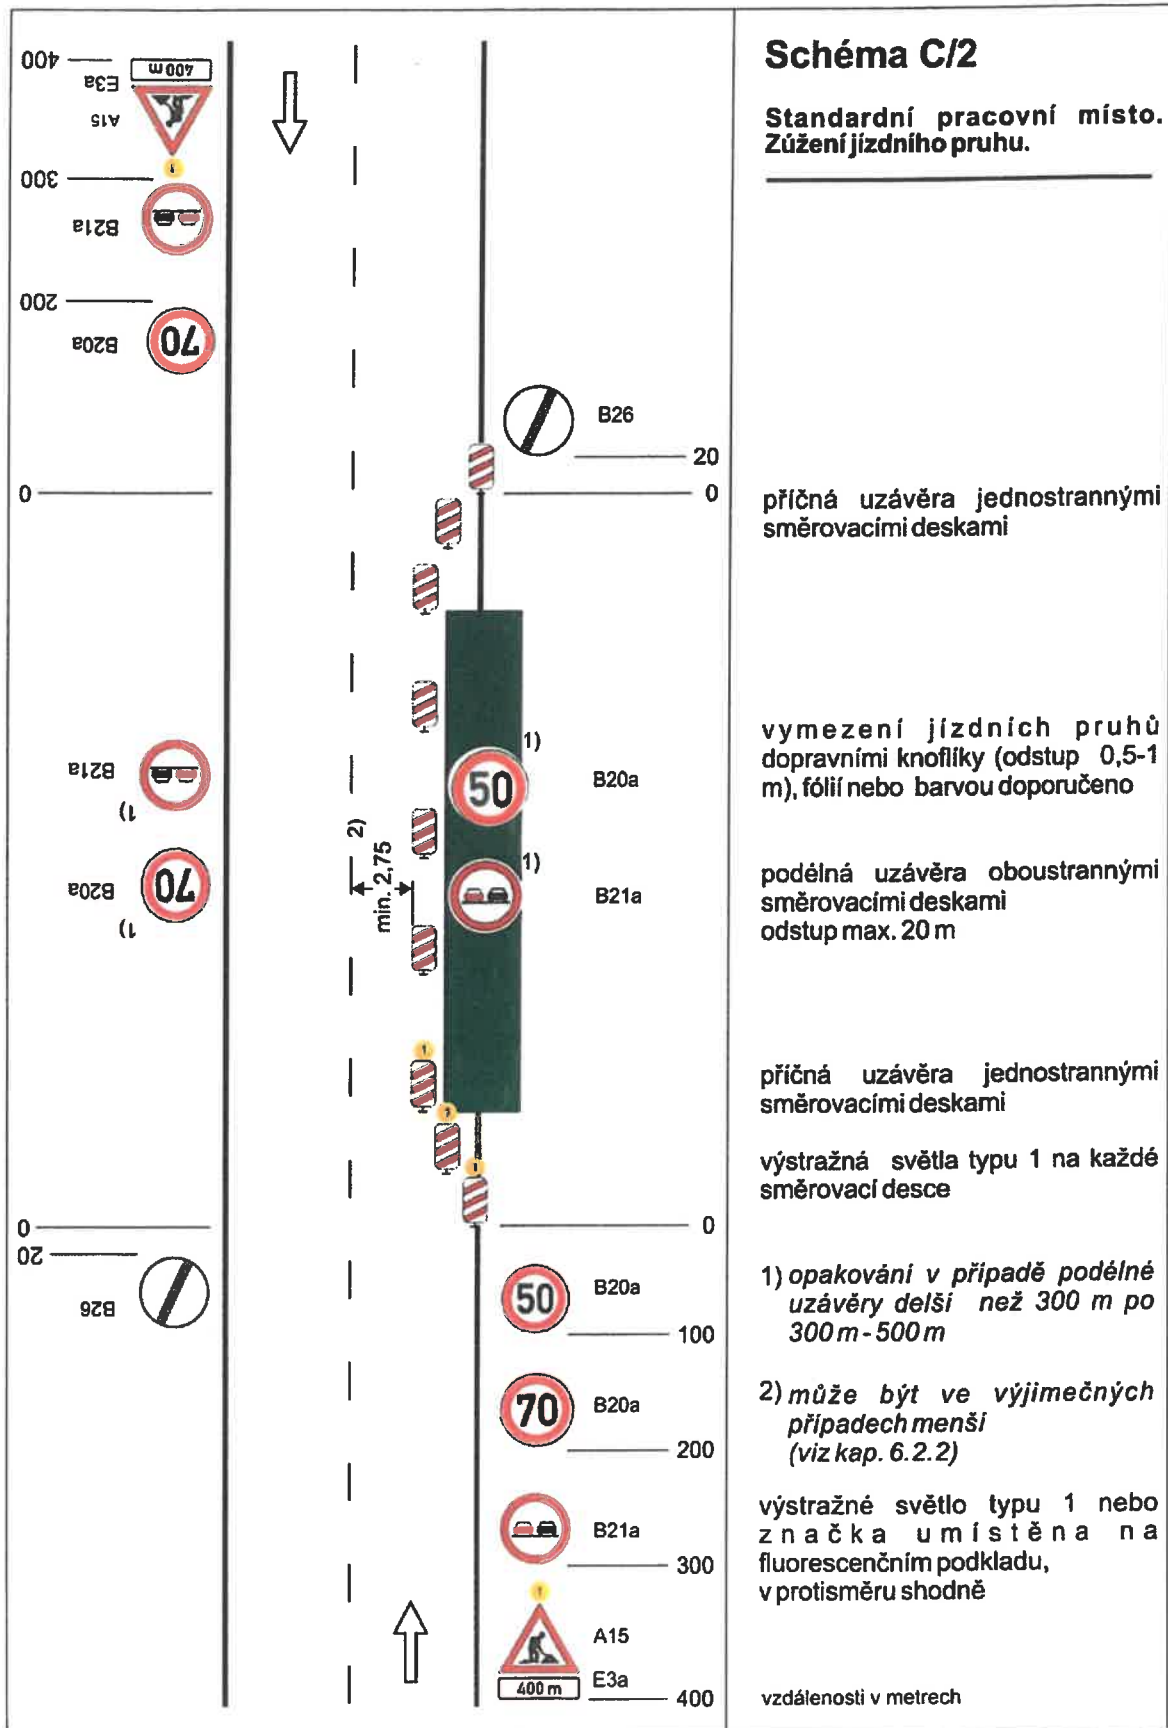 Schéma C/2
Standardní pracovní místo.
Zúžení jízdního pruhu.
400
400 m
E3a
A15
300
B21a
200
B20a
70
B26
20
0
0
příčná uzávěra jednostrannými
směrovacími deskami
vymezení jízdních pruhů
dopravními knoflíky (odstup 0,5-1
m), fólií nebo barvou doporučeno
B21a
1)
1)
50
B20a
2)
min. 2,75
B20a
70
1)
1)
B21a
podélná uzávěra oboustrannými
směrovacími deskami
odstup max. 20 m
příčná uzávěra jednostrannými
směrovacími deskami
výstražná světla typu 1 na každé
směrovací desce
0
20
B26
0
50
B20a
100
70
B20a
200
B21a
300
A15
E3a
400 m
400
1) opakování v případě podélné
uzávěry delší než 300 m po
300 m - 500 m
2) může být ve výjimečných
případech menší
(viz kap. 6.2.2)
výstražné světlo typu 1 nebo
značka umístěna na
fluorescenčním podkladu,
v protisměru shodně
vzdálenosti v metrech